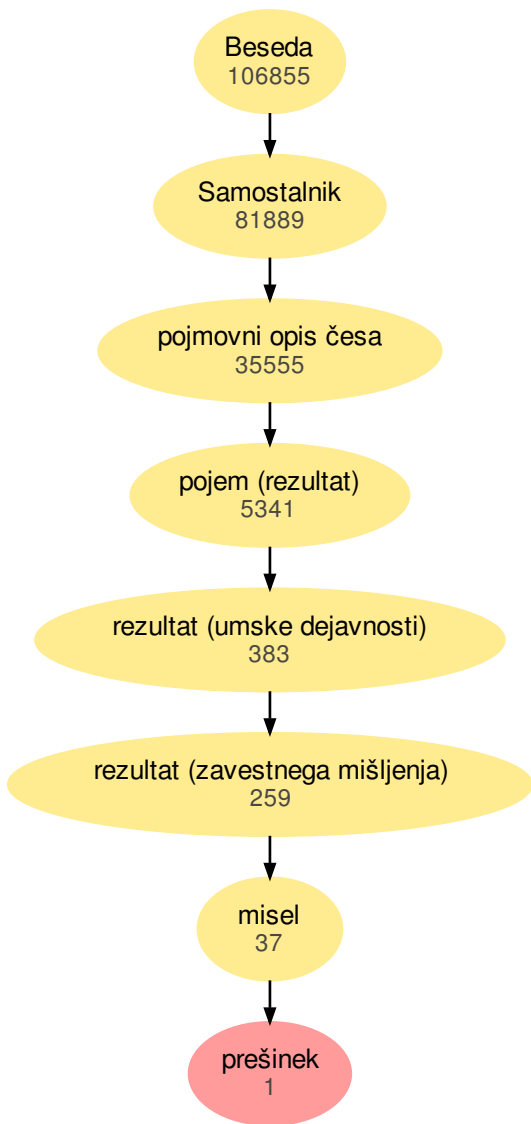 Beseda
106855
Samostalnik
81889
pojmovni opis česa
35555
pojem (rezultat)
5341
rezultat (umske dejavnosti)
383
rezultat (zavestnega mišljenja)
259
misel
37
prešinek
1